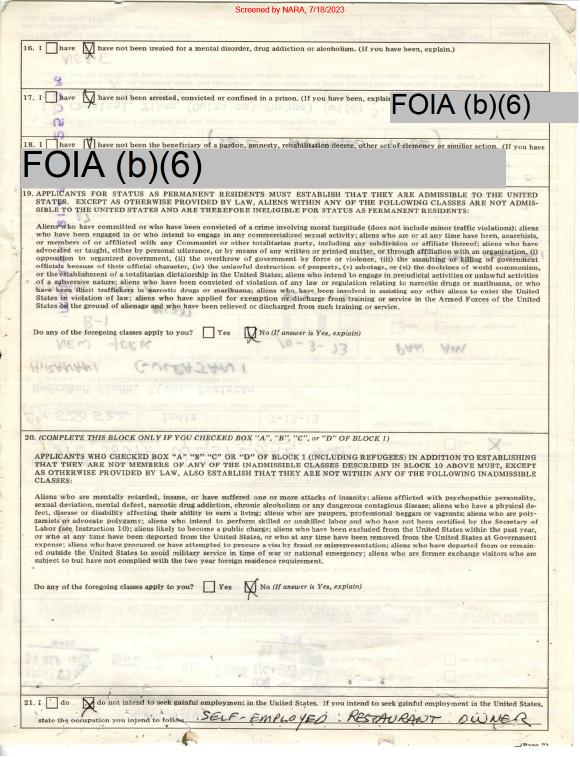 Screened by NARA, 7/18/2023
16. I have have not been treated for a mental disorder, drug addiction or alcoholism. (If you have been, explain.)
17. I have have not been arrested, convicted or confined in a prison. (If you have been, explai
FOIA (b)(6)
18. I have have not been the beneficiary of a pardon, amnesty, rehabilitation decree, other act of clemency or similar action. (If you have
FOIA (b)(6)
19. APPLICANTS FOR STATUS AS PERMANENT RESIDENTS MUST ESTABLISH THAT THEY ARE ADMISSIBLE TO THE UNITED
STATES. EXCEPT AS OTHERWISE PROVIDED BY LAW, ALIENS WITHIN ANY OF THE FOLLOWING CLASSES ARE NOT ADMIS-
SIBLE TO THE UNITED STATES AND ARE THEREFORE INELIGIBLE FOR STATUS AS PERMANENT RESIDENTS:
Aliens who have committed or who have been convicted of a crime involving moral turpitude (does not include minor traffic violations); aliens
who have been engaged in or who intend to engage in any commercialized sexual activity; aliens who are or at any time have been, anarchists,
or members of or affiliated with any Communist or other totalitarian party, including any subdivision or affiliate thereof; aliens who have
advocated or taught, either by personal utterance, or by means of any written or printed matter, or through affiliation with an organization, (i)
opposition to organized government, (ii) the overthrow of government by force or violence, (iii) the assaulting or killing of government
officials because of their official character, (iv) the unlawful destruction of property, (v) sabotage, or (vi) the doctrines of world communism,
or the establishment of a totalitarian dictatorship in the United States; aliens who intend to engage in prejudicial activities or unlawful activities
of a subversive nature; aliens who have been convicted of violation of any law or regulation relating to narcotic drugs or marihuana, or who
have been illicit traffickers in narcotic drugs or marihuana; aliens who have been involved in assisting any other aliens to enter the United
States in violation of law; aliens who have applied for exemption or discharge from training or service in the Armed Forces of the United
States on the ground of alienage and who have been relieved or discharged from such training or service.
Do any of the foregoing classes apply to you? Yes No (If answer is Yes, explain)
20. (COMPLETE THIS BLOCK ONLY IF YOU CHECKED BOX "A", "B", "C", or "D" OF BLOCK 1)
APPLICANTS WHO CHECKED BOX "A" "B" "C" OR "D" OF BLOCK 1 (INCLUDING REFUGEES) IN ADDITION TO ESTABLISHING
THAT THEY ARE NOT MEMBERS OF ANY OF THE INADMISSIBLE CLASSES DESCRIBED IN BLOCK 19 ABOVE MUST, EXCEPT
AS OTHERWISE PROVIDED BY LAW, ALSO ESTABLISH THAT THEY ARE NOT WITHIN ANY OF THE FOLLOWING INADMISSIBLE
CLASSES:
Aliens who are mentally retarded, insane, or have suffered one or more attacks of insanity; aliens afflicted with psychopathic personality,
sexual deviation, mental defect, narcotic drug addiction, chronic alcoholism or any dangerous contagious disease; aliens who have a physical de-
fect, disease or disability affecting their ability to earn a living; aliens who are paupers, professional beggars or vagrants; aliens who are poly-
gamists or advocate polygamy; aliens who intend to perform skilled or unskilled labor and who have not been certified by the Secretary of
Labor (see Instruction 10); aliens likely to become a public charge; aliens who have been excluded from the United States within the past year,
or who at any time have been deported from the United States, or who at any time have been removed from the United States at Government
expense; aliens who have procured or have attempted to procure a visa by fraud or misrepresentation; aliens who have departed from or remain-
ed outside the United States to avoid military service in time of war or national emergency; aliens who are former exchange visitors who are
subject to but have not complied with the two year foreign residence requirement.
Do any of the foregoing classes apply to you? Yes No (If answer is Yes, explain)
21. I do do not intend to seek gainful employment in the United States. If you intend to seek gainful employment in the United States,
state the occupation you intend to follow. SELF-EMPLOYED : RESTAURANT OWNER
(Page 2)